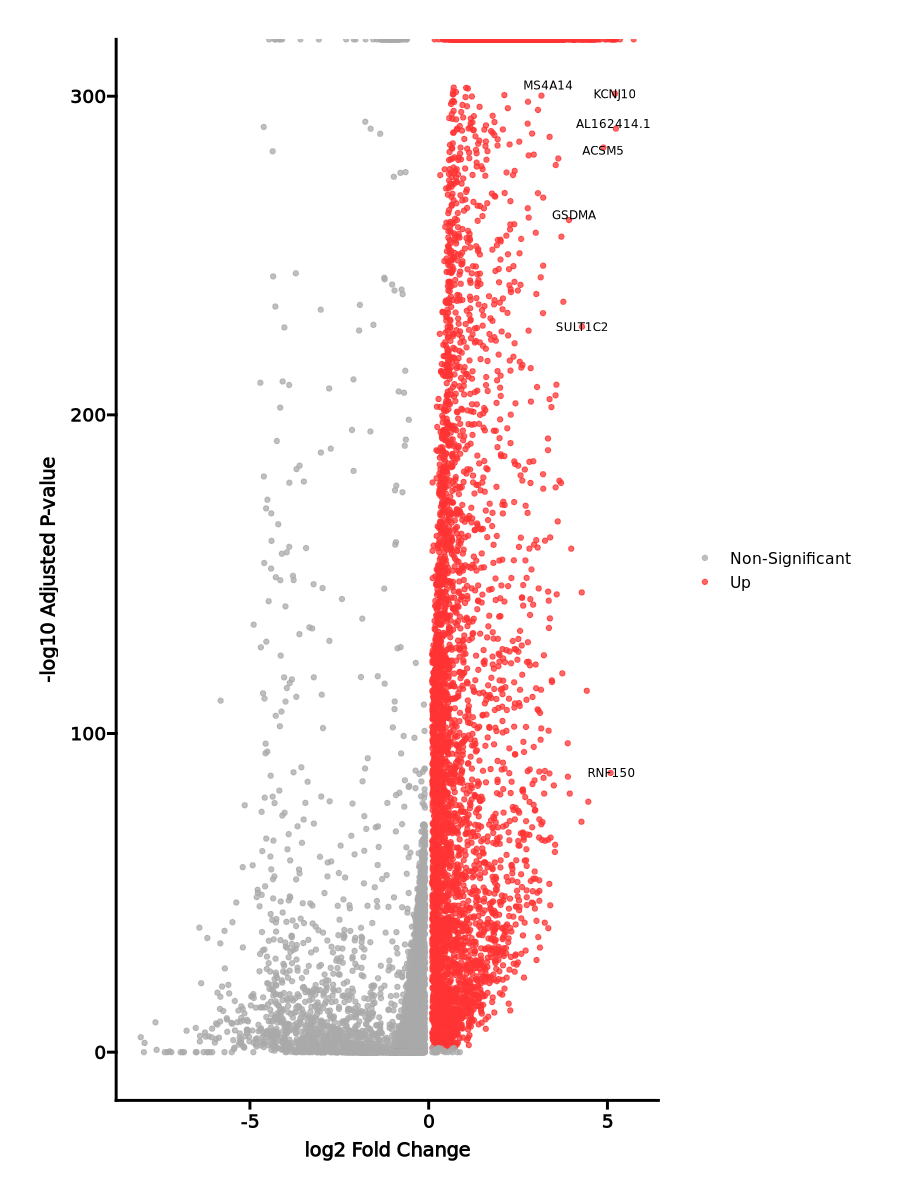 300
200
100
0
-5
0
5
-log10 Adjusted P-value
log2 Fold Change
MS4A14
KCNJ10
AL162414.1
ACSM5
GSDMA
SULT1C2
RNF150
Non-Significant
Up